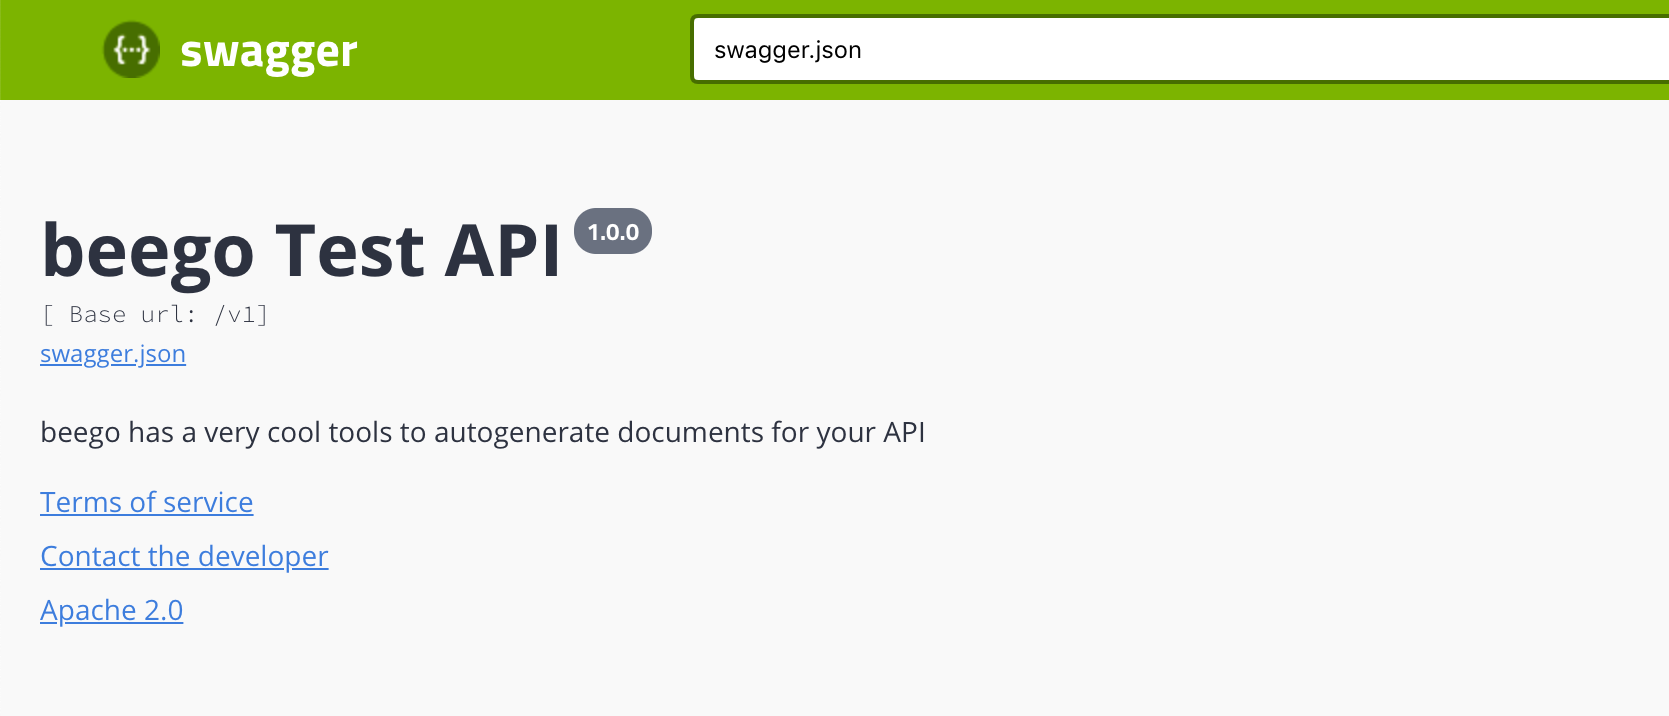 {···} swagger
swagger.json
beego Test API 1.0.0
[ Base url: /v1]
swagger.json
beego has a very cool tools to autogenerate documents for your API
Terms of service
Contact the developer
Apache 2.0